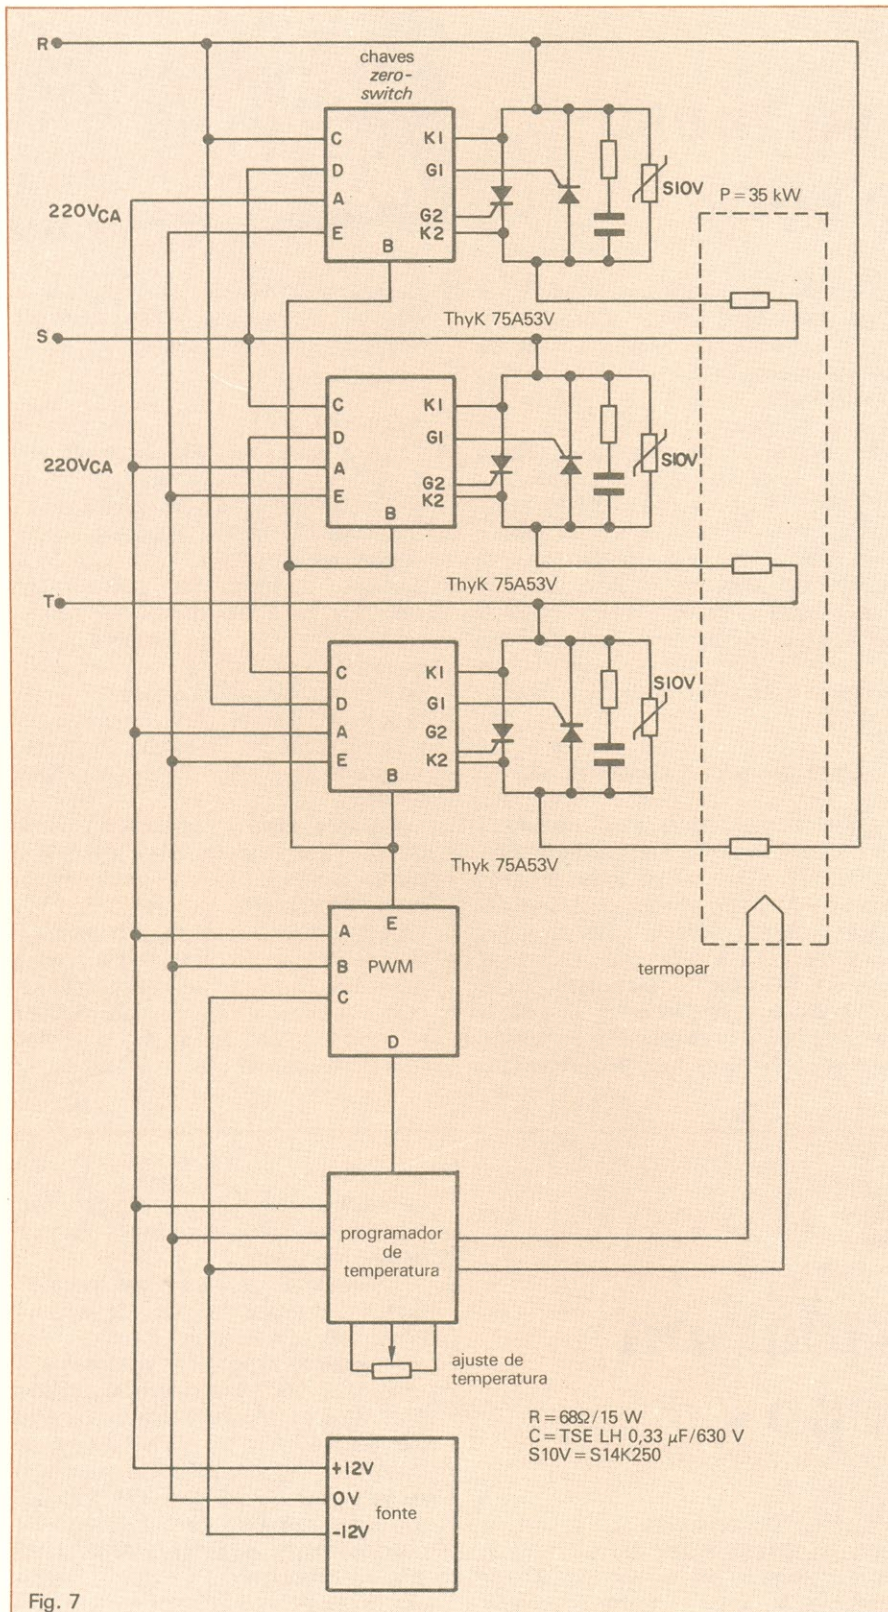 R
chaves
zero-
switch
C
D
A
E
B
K1
G1
G2
K2
S10V
P = 35 kW
220VCA
ThyK 75A53V
S
C
D
A
E
B
K1
G1
G2
K2
S10V
220VCA
ThyK 75A53V
T
C
D
A
E
B
K1
G1
G2
K2
S10V
Thyk 75A53V
E
A
B
PWM
C
D
termopar
programador
de
temperatura
ajuste de
temperatura
R = 68Ω/15 W
C = TSE LH 0,33 µF/630 V
S10V = S14K250
+12V
0V
fonte
-12V
Fig. 7